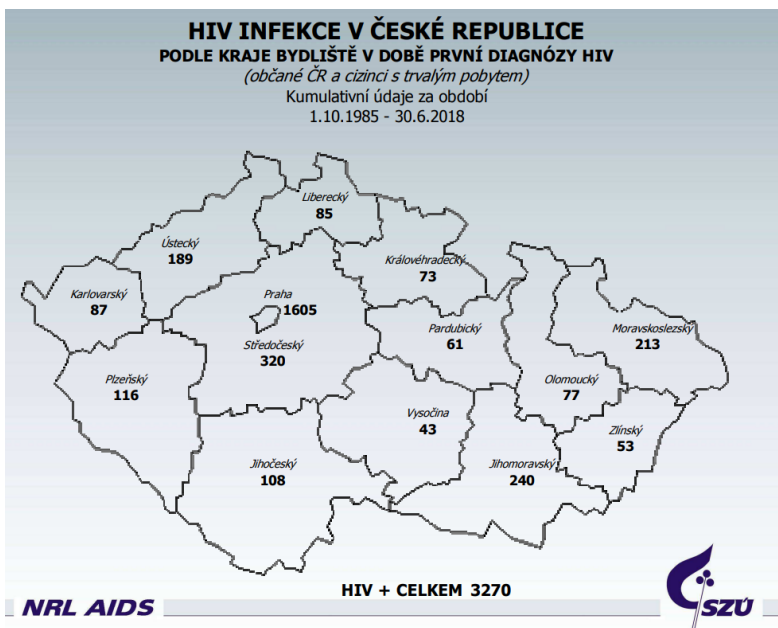 HIV INFEKCE V ČESKÉ REPUBLICE
PODLE KRAJE BYDLIŠTĚ V DOBĚ PRVNÍ DIAGNÓZY HIV
(občané ČR a cizinci s trvalým pobytem)
Kumulativní údaje za období
1.10.1985 - 30.6.2018
Liberecký
85
Ústecký
189
Královéhradecký
73
Karlovarský
87
Praha
1605
Středočeský
320
Pardubický
61
Moravskoslezský
213
Plzeňský
116
Olomoucký
77
Vysočina
43
Zlínský
53
Jihočeský
108
Jihomoravský
240
HIV + CELKEM 3270
NRL AIDS
SZÚ